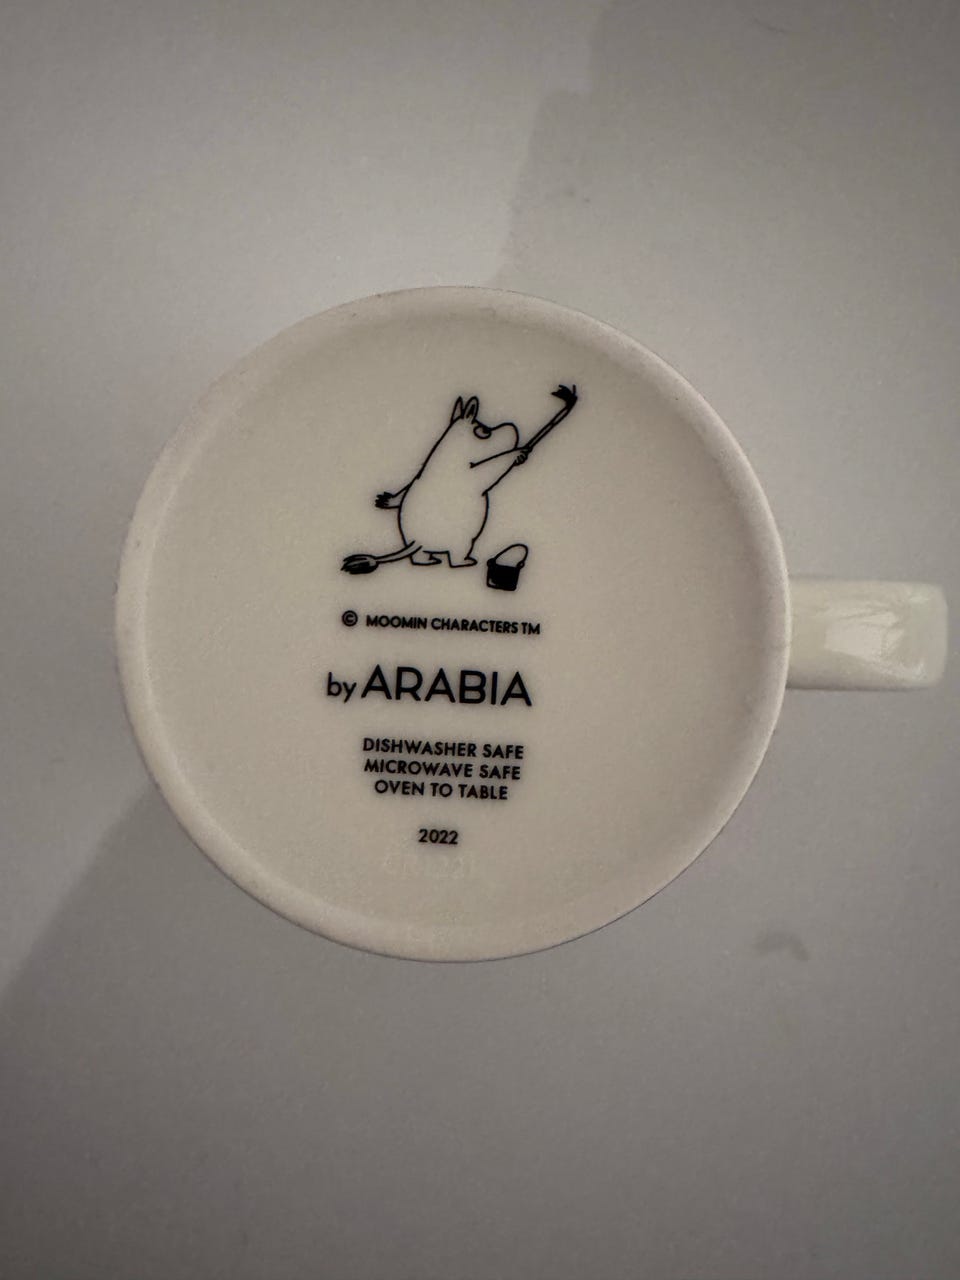 © MOOMIN CHARACTERS TM
by ARABIA
DISHWASHER SAFE
MICROWAVE SAFE
OVEN TO TABLE
2022